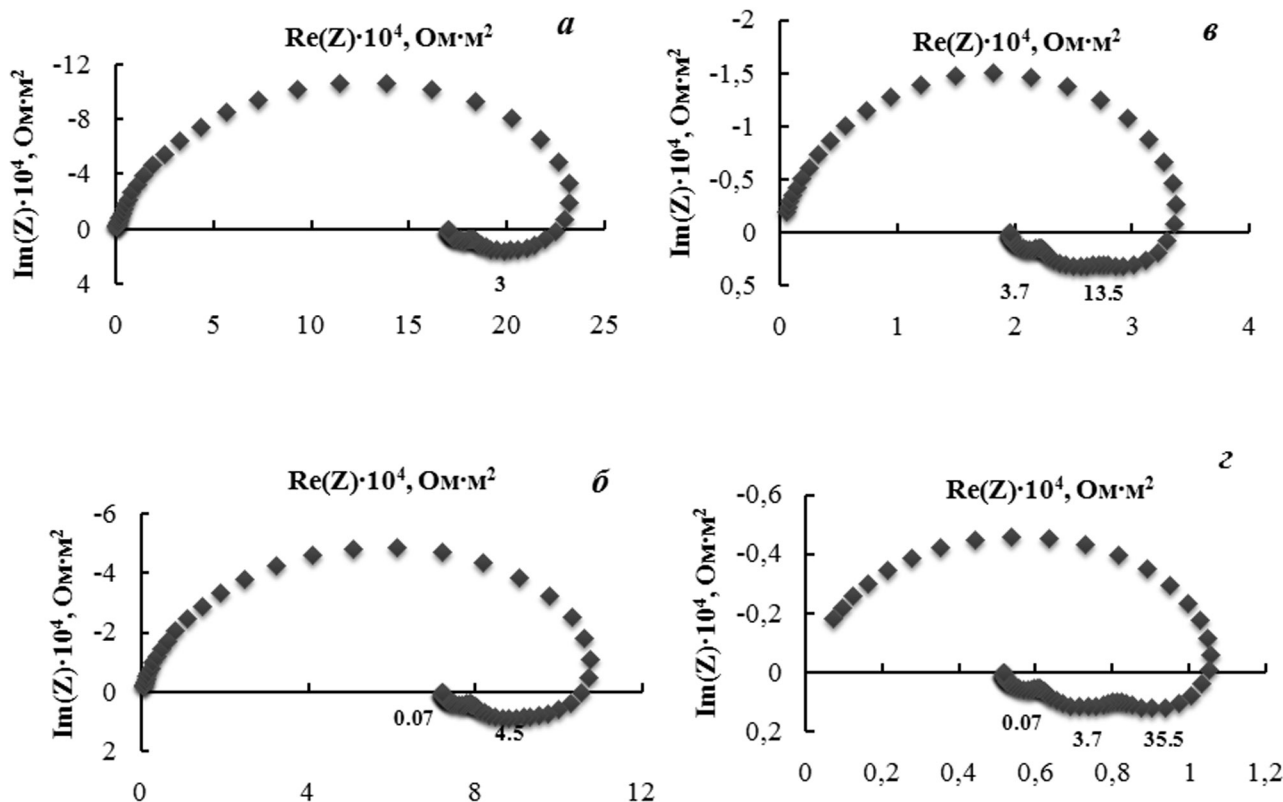 Re(Z)·10⁴, Ом·м² а
Im(Z)·10⁴, Ом·м²
-12
-8
-4
0
4
3
0 5 10 15 20 25
Re(Z)·10⁴, Ом·м² в
Im(Z)·10⁴, Ом·м²
-2
-1,5
-1
-0,5
0
0,5
3.7 13.5
0 1 2 3 4
Re(Z)·10⁴, Ом·м² б
Im(Z)·10⁴, Ом·м²
-6
-4
-2
0
2
0.07 4.5
0 4 8 12
Re(Z)·10⁴, Ом·м² г
Im(Z)·10⁴, Ом·м²
-0,6
-0,4
-0,2
0
0,2
0.07 3.7 35.5
0 0,2 0,4 0,6 0,8 1 1,2